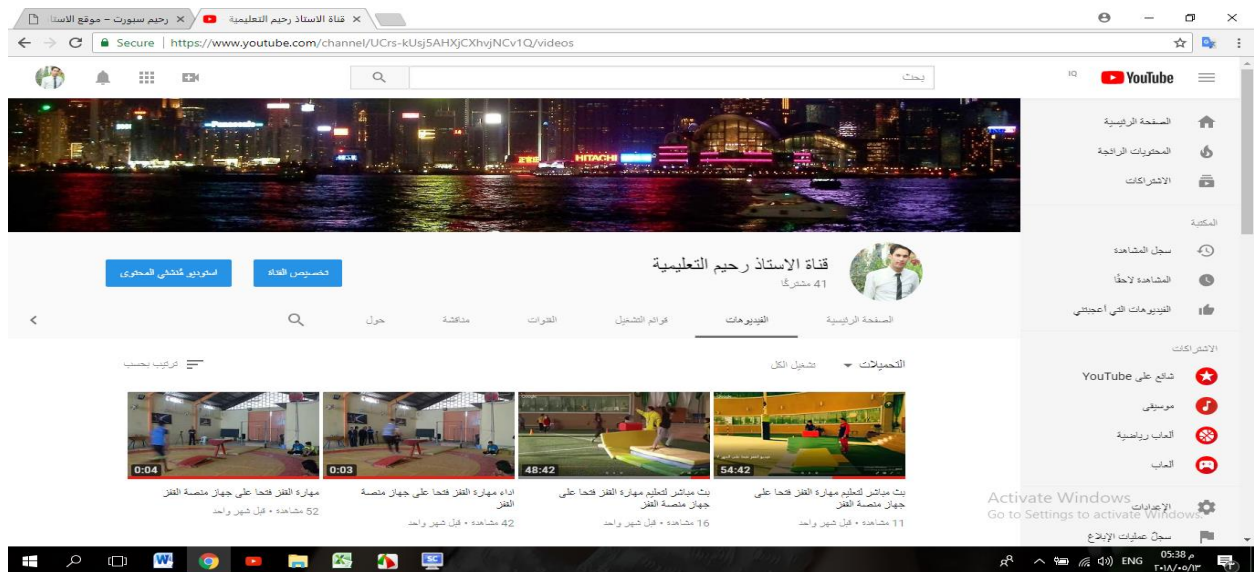 قناة الاستاذ رحيم التعليمية
رحيم سبورت – موقع الاستا
Secure | https://www.youtube.com/channel/UCrs-kUsj5AHXjCXhvjNCv1Q/videos
YouTube IQ
بحث
Panasonic
HITACHI
الصفحة الرئيسية
المحتويات الرائجة
الاشتراكات
المكتبة
سجل المشاهدة
المشاهدة لاحقًا
الفيديوهات التي أعجبتني
الاشتراكات
شائع على YouTube
موسيقى
ألعاب رياضية
ألعاب
الإعدادات
سجلّ عمليات الإبلاغ
قناة الاستاذ رحيم التعليمية
41 مشتركًا
تخصيص القناة
استوديو مُنشئي المحتوى
الصفحة الرئيسية
الفيديوهات
قوائم التشغيل
القنوات
مناقشة
حول
التحميلات
تشغيل الكل
ترتيب بحسب
54:42
بث مباشر لتعليم مهارة القفز فتحا على
جهاز منصة القفز
11 مشاهدة • قبل شهر واحد
48:42
بث مباشر لتعليم مهارة القفز فتحا على
جهاز منصة القفز
16 مشاهدة • قبل شهر واحد
0:03
اداء مهارة القفز فتحا على جهاز منصة
القفز
42 مشاهدة • قبل شهر واحد
0:04
مهارة القفز فتحا على جهاز منصة القفز
52 مشاهدة • قبل شهر واحد
Activate Windows
Go to Settings to activate Windows.
ENG
05:38 م
٢٠١٨/٠٥/١٣